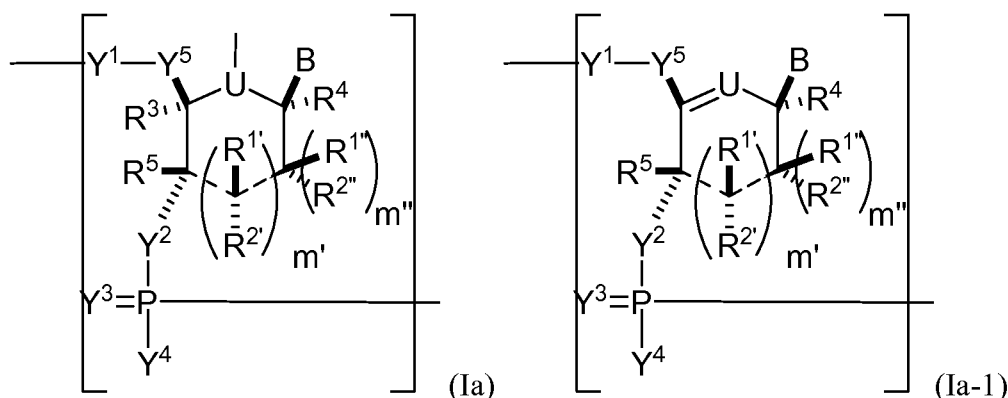 Y¹ Y⁵ U B Y¹ Y⁵ U B
R³ R⁴ R⁴
R¹' R¹'' R¹' R¹''
R⁵ R²'' R⁵ R²''
m'' m''
Y² R²' m' Y² R²' m'
Y³=P Y³=P
Y⁴ Y⁴
(Ia) (Ia-1)